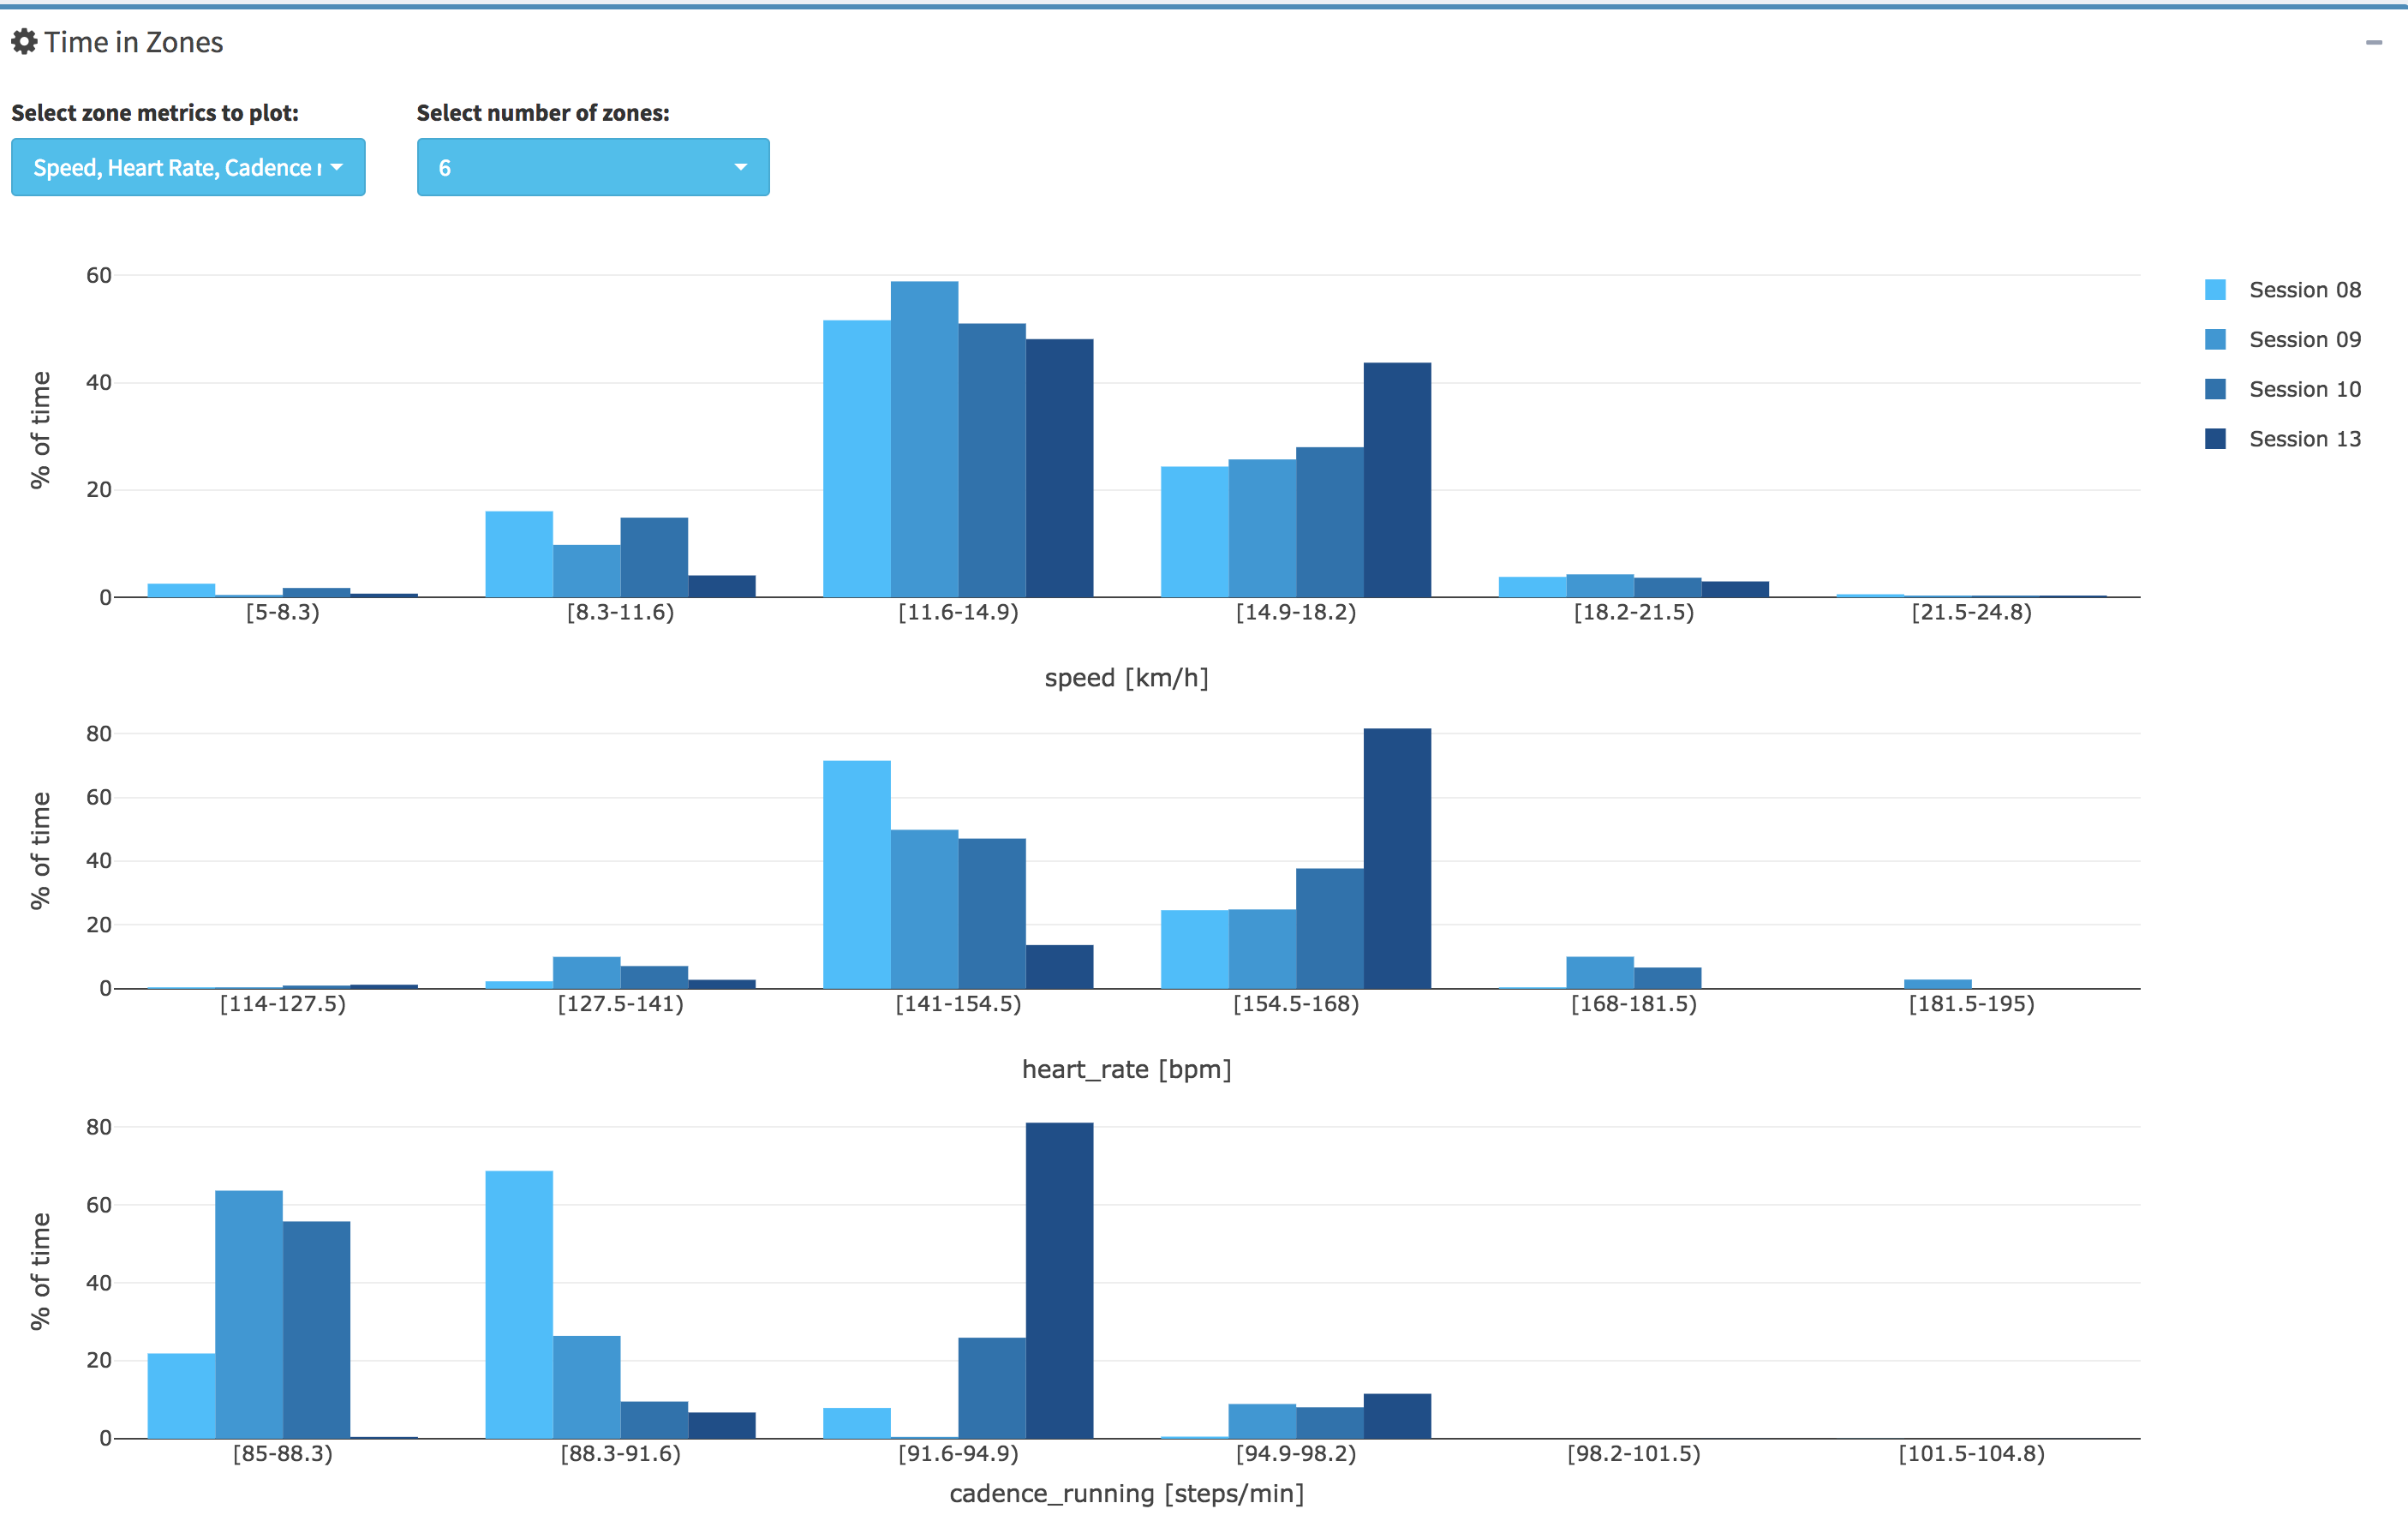 Time in Zones
Select zone metrics to plot: Select number of zones:
Speed, Heart Rate, Cadence r 6
60
40
20
0
% of time
[5-8.3) [8.3-11.6) [11.6-14.9) [14.9-18.2) [18.2-21.5) [21.5-24.8)
speed [km/h]
Session 08
Session 09
Session 10
Session 13
80
60
40
20
0
% of time
[114-127.5) [127.5-141) [141-154.5) [154.5-168) [168-181.5) [181.5-195)
heart_rate [bpm]
80
60
40
20
0
% of time
[85-88.3) [88.3-91.6) [91.6-94.9) [94.9-98.2) [98.2-101.5) [101.5-104.8)
cadence_running [steps/min]